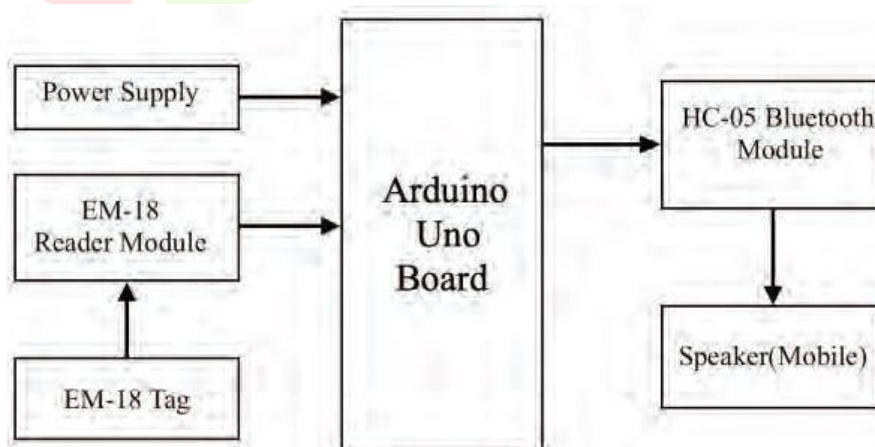 Power Supply
EM-18
Reader Module
EM-18 Tag
Arduino
Uno
Board
HC-05 Bluetooth
Module
Speaker(Mobile)